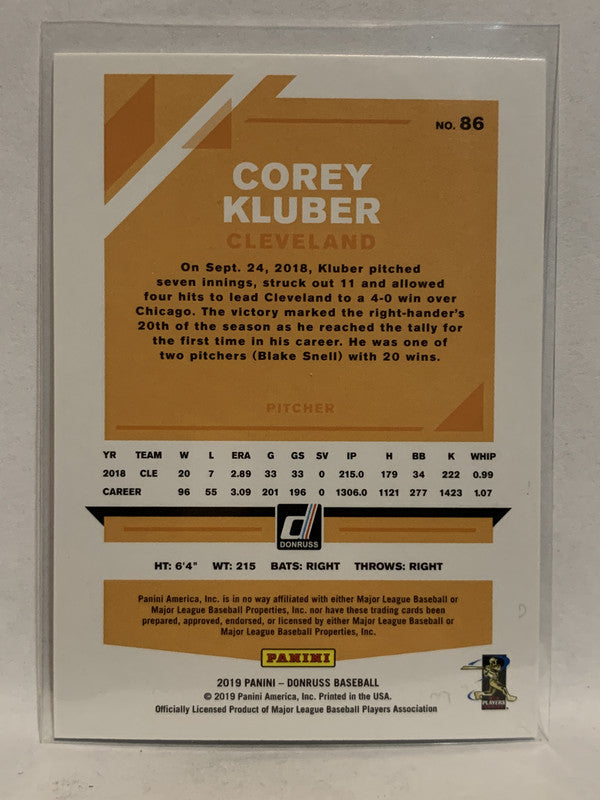 NO. 86
COREY
KLUBER
CLEVELAND
On Sept. 24, 2018, Kluber pitched
seven innings, struck out 11 and allowed
four hits to lead Cleveland to a 4-0 win over
Chicago. The victory marked the right-hander's
20th of the season as he reached the tally for
the first time in his career. He was one of
two pitchers (Blake Snell) with 20 wins.
PITCHER
YR TEAM W L ERA G GS SV IP H BB K WHIP
2018 CLE 20 7 2.89 33 33 0 215.0 179 34 222 0.99
CAREER 96 55 3.09 201 196 0 1306.0 1121 277 1423 1.07
d
DONRUSS
HT: 6'4" WT: 215 BATS: RIGHT THROWS: RIGHT
Panini America, Inc. is in no way affiliated with either Major League Baseball or
Major League Baseball Properties, Inc. nor have these trading cards been
prepared, approved, endorsed, or licensed by either Major League Baseball or
Major League Baseball Properties, Inc.
PANINI
2019 PANINI – DONRUSS BASEBALL
© 2019 Panini America, Inc. Printed in the USA.
Officially Licensed Product of Major League Baseball Players Association
PLAYERS